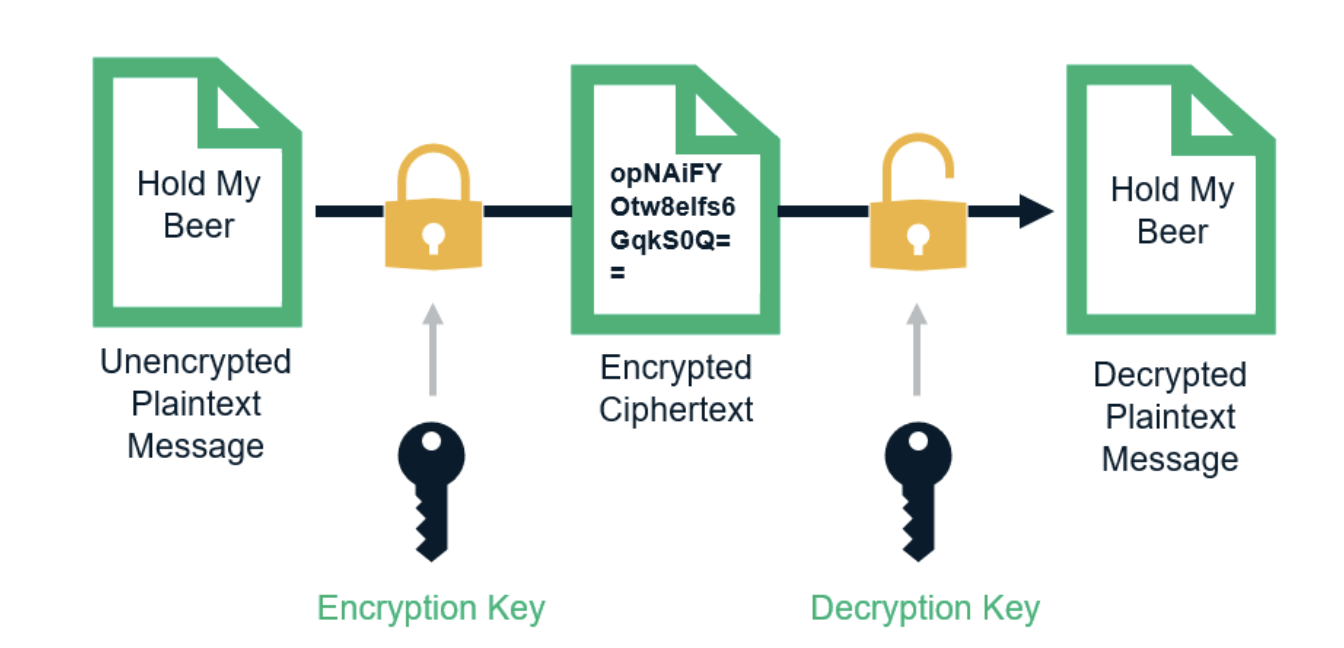 Hold My
Beer
Unencrypted
Plaintext
Message
Encryption Key
opNAiFY
Otw8elfs6
GqkS0Q=
=
Encrypted
Ciphertext
Decryption Key
Hold My
Beer
Decrypted
Plaintext
Message